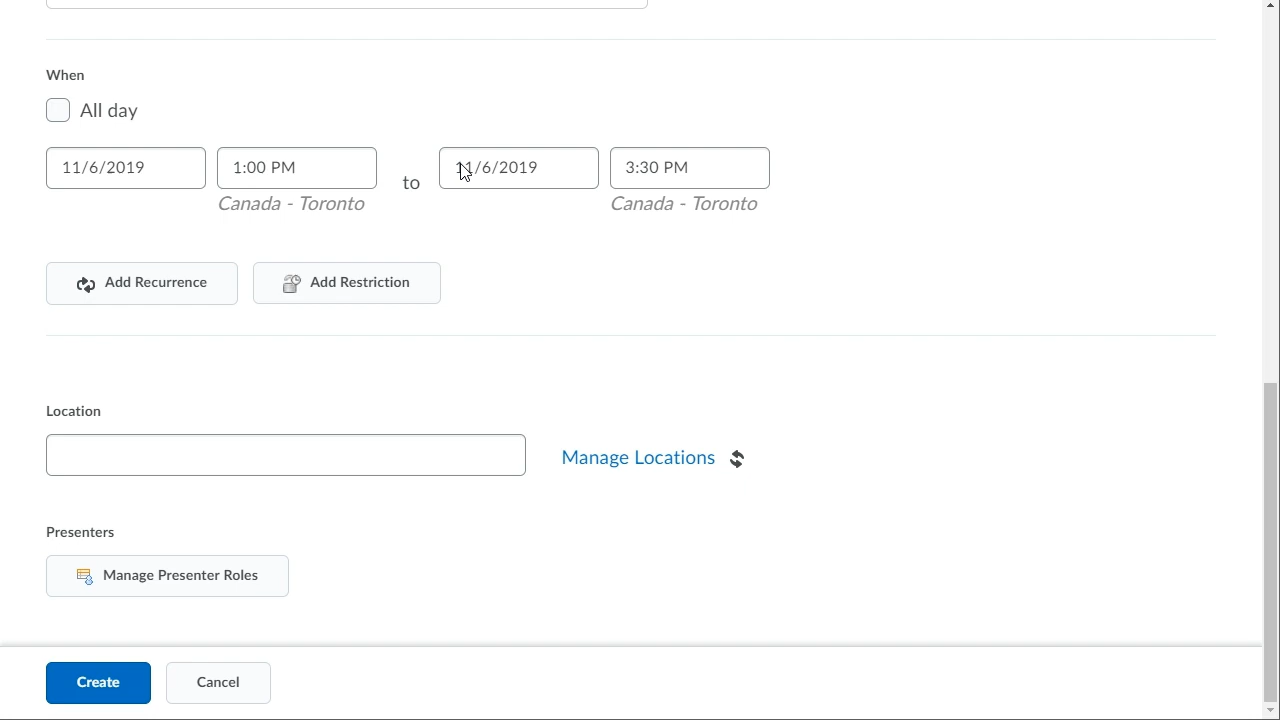 When
All day
11/6/2019 1:00 PM to 11/6/2019 3:30 PM
Canada - Toronto Canada - Toronto
Add Recurrence Add Restriction
Location
Manage Locations
Presenters
Manage Presenter Roles
Create Cancel